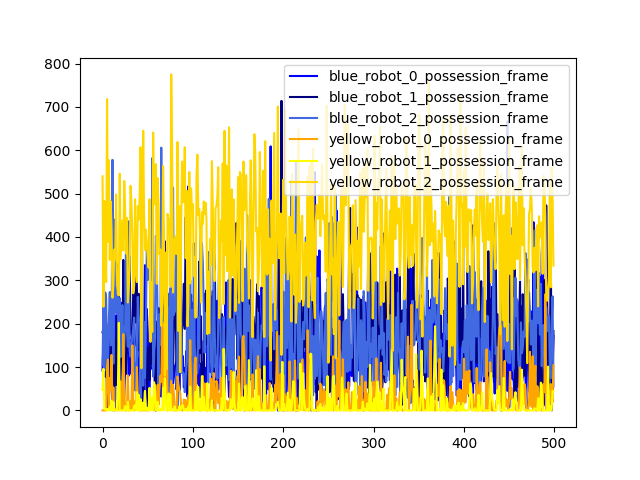 800
700
600
500
400
300
200
100
0
0
100
200
300
400
500
blue_robot_0_possession_frame
blue_robot_1_possession_frame
blue_robot_2_possession_frame
yellow_robot_0_possession_frame
yellow_robot_1_possession_frame
yellow_robot_2_possession_frame